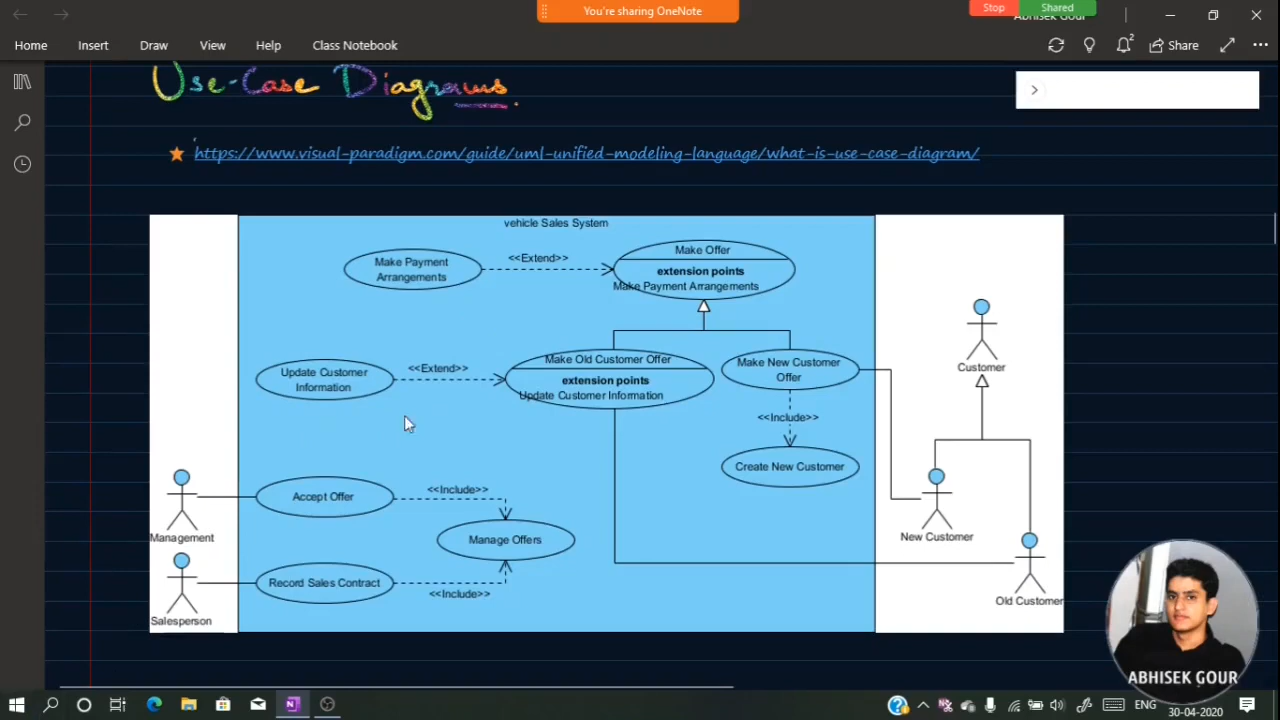 You're sharing OneNote
Stop
Shared
Abhisek Gour
Home
Insert
Draw
View
Help
Class Notebook
2
Share
Use-Case Diagrams.
https://www.visual-paradigm.com/guide/uml-unified-modeling-language/what-is-use-case-diagram/
vehicle Sales System
Make Payment
Arrangements
<<Extend>>
Make Offer
extension points
Make Payment Arrangements
Update Customer
Information
<<Extend>>
Make Old Customer Offer
extension points
Update Customer Information
Make New Customer
Offer
Customer
<<Include>>
Create New Customer
Accept Offer
<<Include>>
Management
Manage Offers
New Customer
Record Sales Contract
<<Include>>
Salesperson
Old Customer
ABHISEK GOUR
ENG
30-04-2020